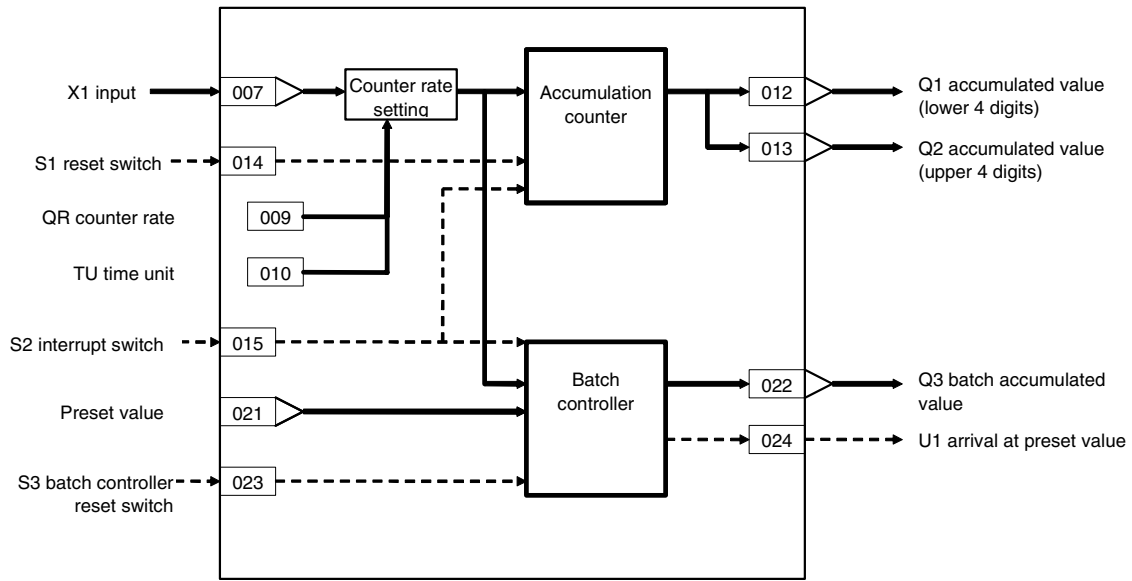 X1 input
007
Counter rate
setting
Accumulation
counter
012
Q1 accumulated value
(lower 4 digits)
013
Q2 accumulated value
(upper 4 digits)
S1 reset switch
014
QR counter rate
009
TU time unit
010
S2 interrupt switch
015
Batch
controller
022
Q3 batch accumulated
value
Preset value
021
024
U1 arrival at preset value
S3 batch controller
reset switch
023